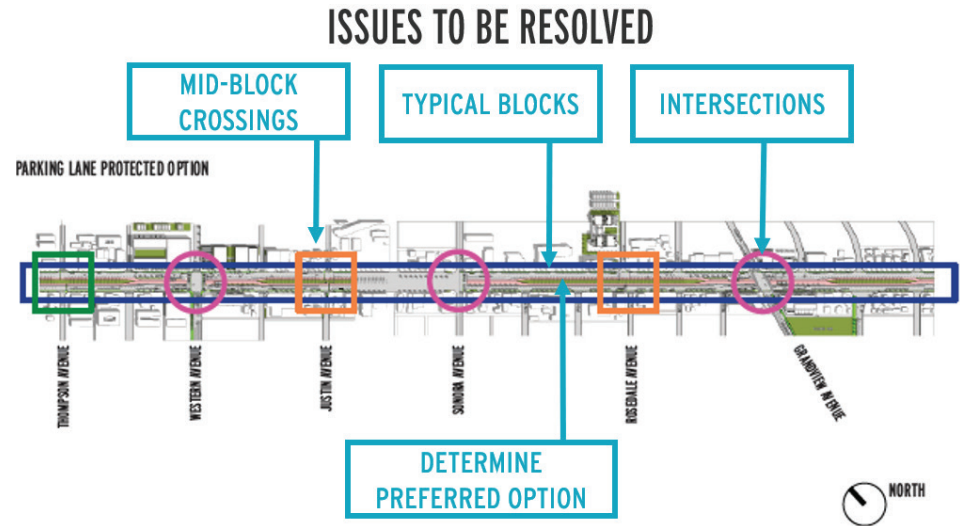 ISSUES TO BE RESOLVED
MID-BLOCK
CROSSINGS
TYPICAL BLOCKS
INTERSECTIONS
PARKING LANE PROTECTED OPTION
THOMPSON AVENUE
WESTERN AVENUE
JUSTIN AVENUE
SONORA AVENUE
ROSEDALE AVENUE
GRANDVIEW AVENUE
DETERMINE
PREFERRED OPTION
NORTH